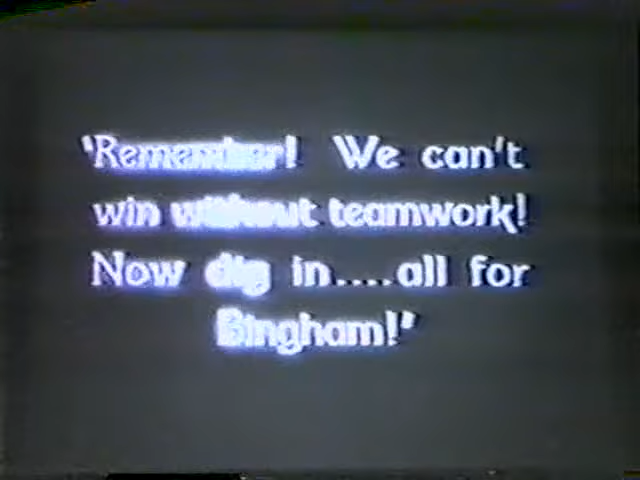 'Remember! We can't
win without teamwork!
Now dig in....all for
Bingham!'